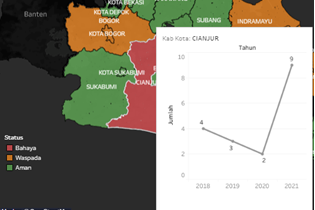 Banten
KOTA BEKASI
KOTA DEPOK
BOGOR
KOTA BOGOR
SUBANG
INDRAMAYU
KOTA SUKABUMI
SUKABUMI
CIANJUR
Status
Bahaya
Waspada
Aman
Kab Kota: CIANJUR
Tahun
Jumlah
10
8
6
4
2
0
4
3
2
9
2018
2019
2020
2021